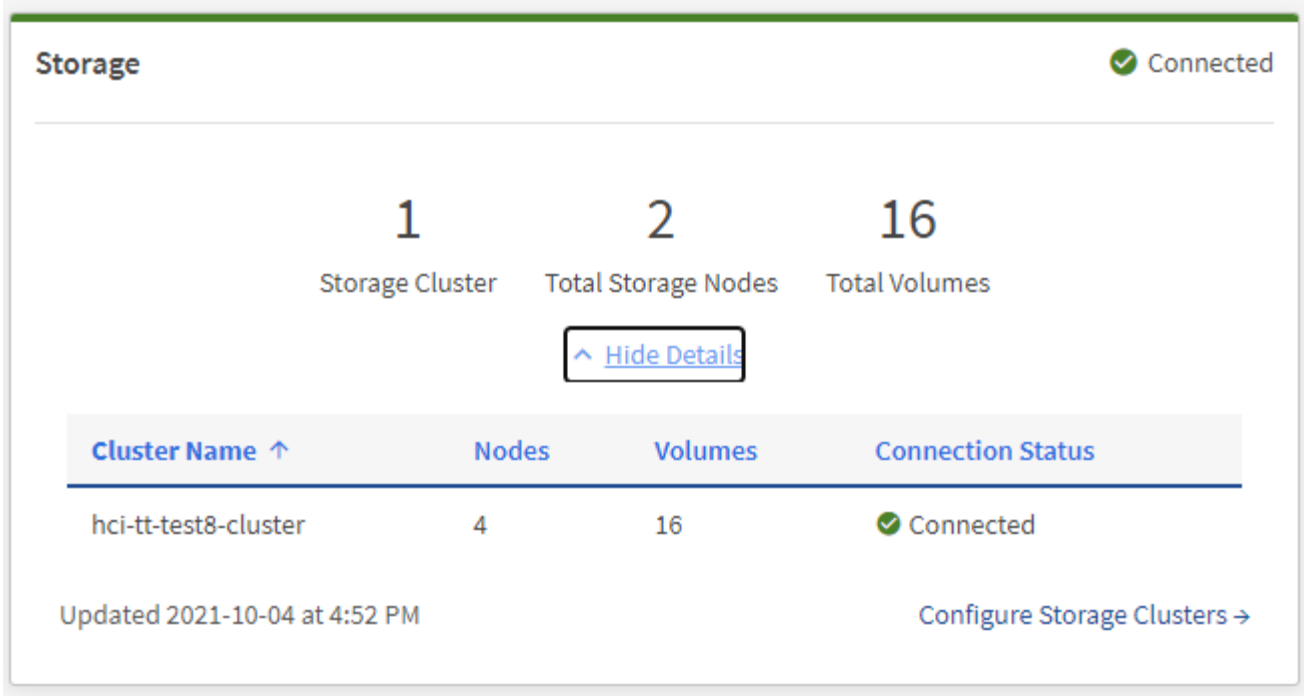 Storage
Connected
1 2 16
Storage Cluster Total Storage Nodes Total Volumes
Hide Details
Cluster Name ↑ Nodes Volumes Connection Status
hci-tt-test8-cluster 4 16 Connected
Updated 2021-10-04 at 4:52 PM Configure Storage Clusters →